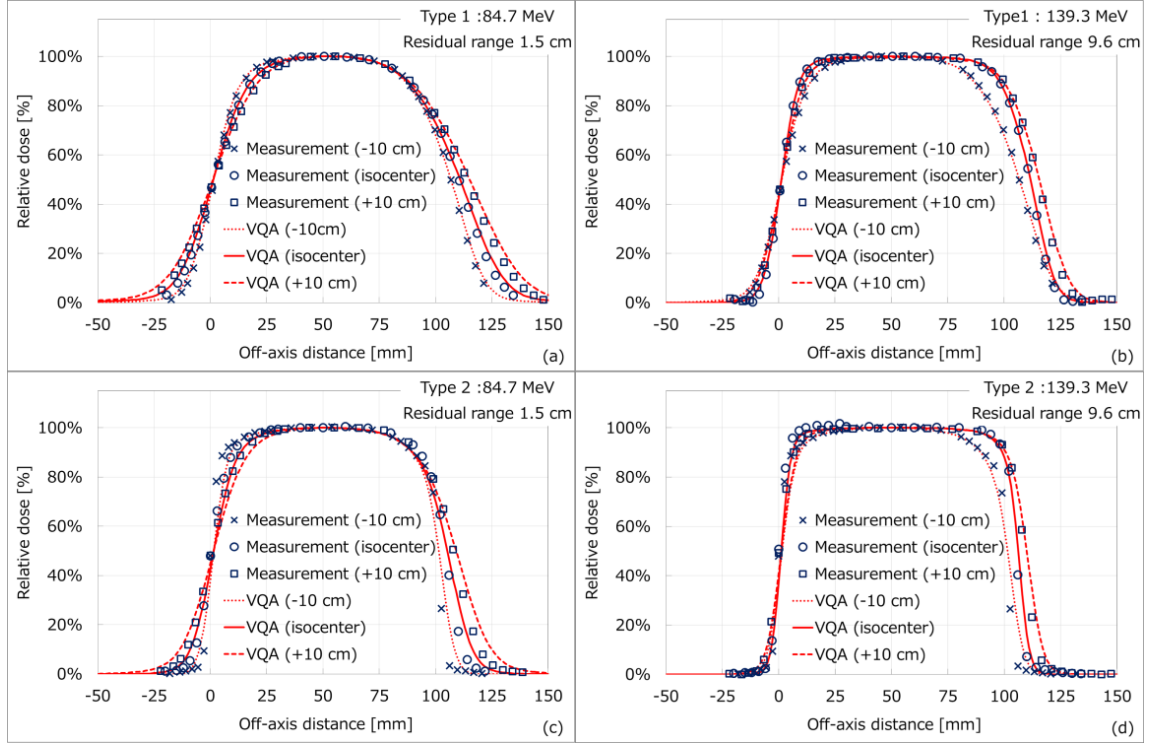 Type 1 :84.7 MeV
Residual range 1.5 cm
100%
80%
60%
40%
20%
0%
Relative dose [%]
Measurement (-10 cm)
Measurement (isocenter)
Measurement (+10 cm)
VQA (-10cm)
VQA (isocenter)
VQA (+10 cm)
-50 -25 0 25 50 75 100 125 150
Off-axis distance [mm]
(a)
Type1 : 139.3 MeV
Residual range 9.6 cm
100%
80%
60%
40%
20%
0%
Relative dose [%]
Measurement (-10 cm)
Measurement (isocenter)
Measurement (+10 cm)
VQA (-10 cm)
VQA (isocenter)
VQA (+10 cm)
-50 -25 0 25 50 75 100 125 150
Off-axis distance [mm]
(b)
Type 2 :84.7 MeV
Residual range 1.5 cm
100%
80%
60%
40%
20%
0%
Relative dose [%]
Measurement (-10 cm)
Measurement (isocenter)
Measurement (+10 cm)
VQA (-10 cm)
VQA (isocenter)
VQA (+10 cm)
-50 -25 0 25 50 75 100 125 150
Off-axis distance [mm]
(c)
Type 2 :139.3 MeV
Residual range 9.6 cm
100%
80%
60%
40%
20%
0%
Relative dose [%]
Measurement (-10 cm)
Measurement (isocenter)
Measurement (+10 cm)
VQA (-10 cm)
VQA (isocenter)
VQA (+10 cm)
-50 -25 0 25 50 75 100 125 150
Off-axis distance [mm]
(d)